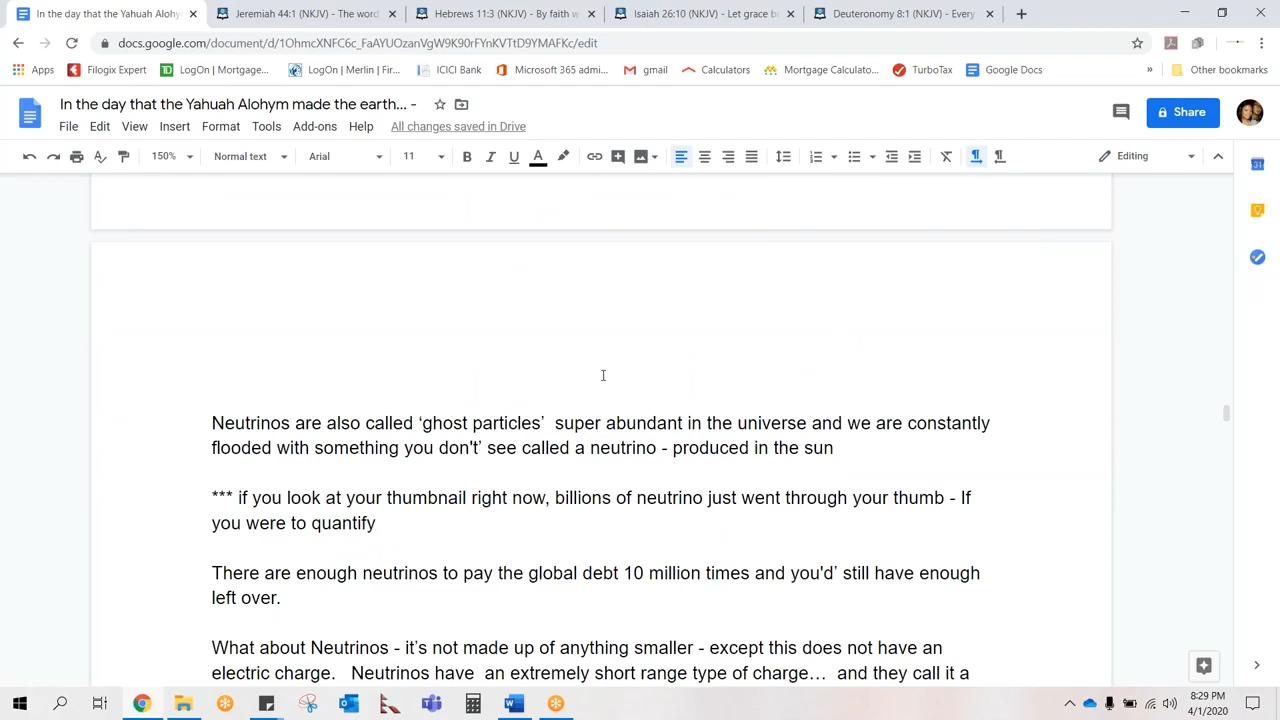 In the day that the Yahuah Alohy
Jeremiah 44:1 (NKJV) - The word
Hebrews 11:3 (NKJV) - By faith w
Isaiah 26:10 (NKJV) - Let grace b
Deuteronomy 8:1 (NKJV) - Every
docs.google.com/document/d/1OhmcXNFC6c_FaAYUOzanVgW9K90rFYnKVTtD9YMAFKc/edit
Apps
Filogix Expert
LogOn | Mortgage...
LogOn | Merlin | Fir...
ICICI Bank
Microsoft 365 admi...
gmail
Calculators
Mortgage Calculato...
TurboTax
Google Docs
»
Other bookmarks
In the day that the Yahuah Alohym made the earth... -
Share
File Edit View Insert Format Tools Add-ons Help All changes saved in Drive
150% Normal text Arial 11 B I U A Editing
31
Neutrinos are also called ‘ghost particles’  super abundant in the universe and we are constantly
flooded with something you don't’ see called a neutrino - produced in the sun
*** if you look at your thumbnail right now, billions of neutrino just went through your thumb - If
you were to quantify
There are enough neutrinos to pay the global debt 10 million times and you'd’ still have enough
left over.
What about Neutrinos - it’s not made up of anything smaller - except this does not have an
electric charge.   Neutrinos have  an extremely short range type of charge…  and they call it a
8:29 PM
4/1/2020